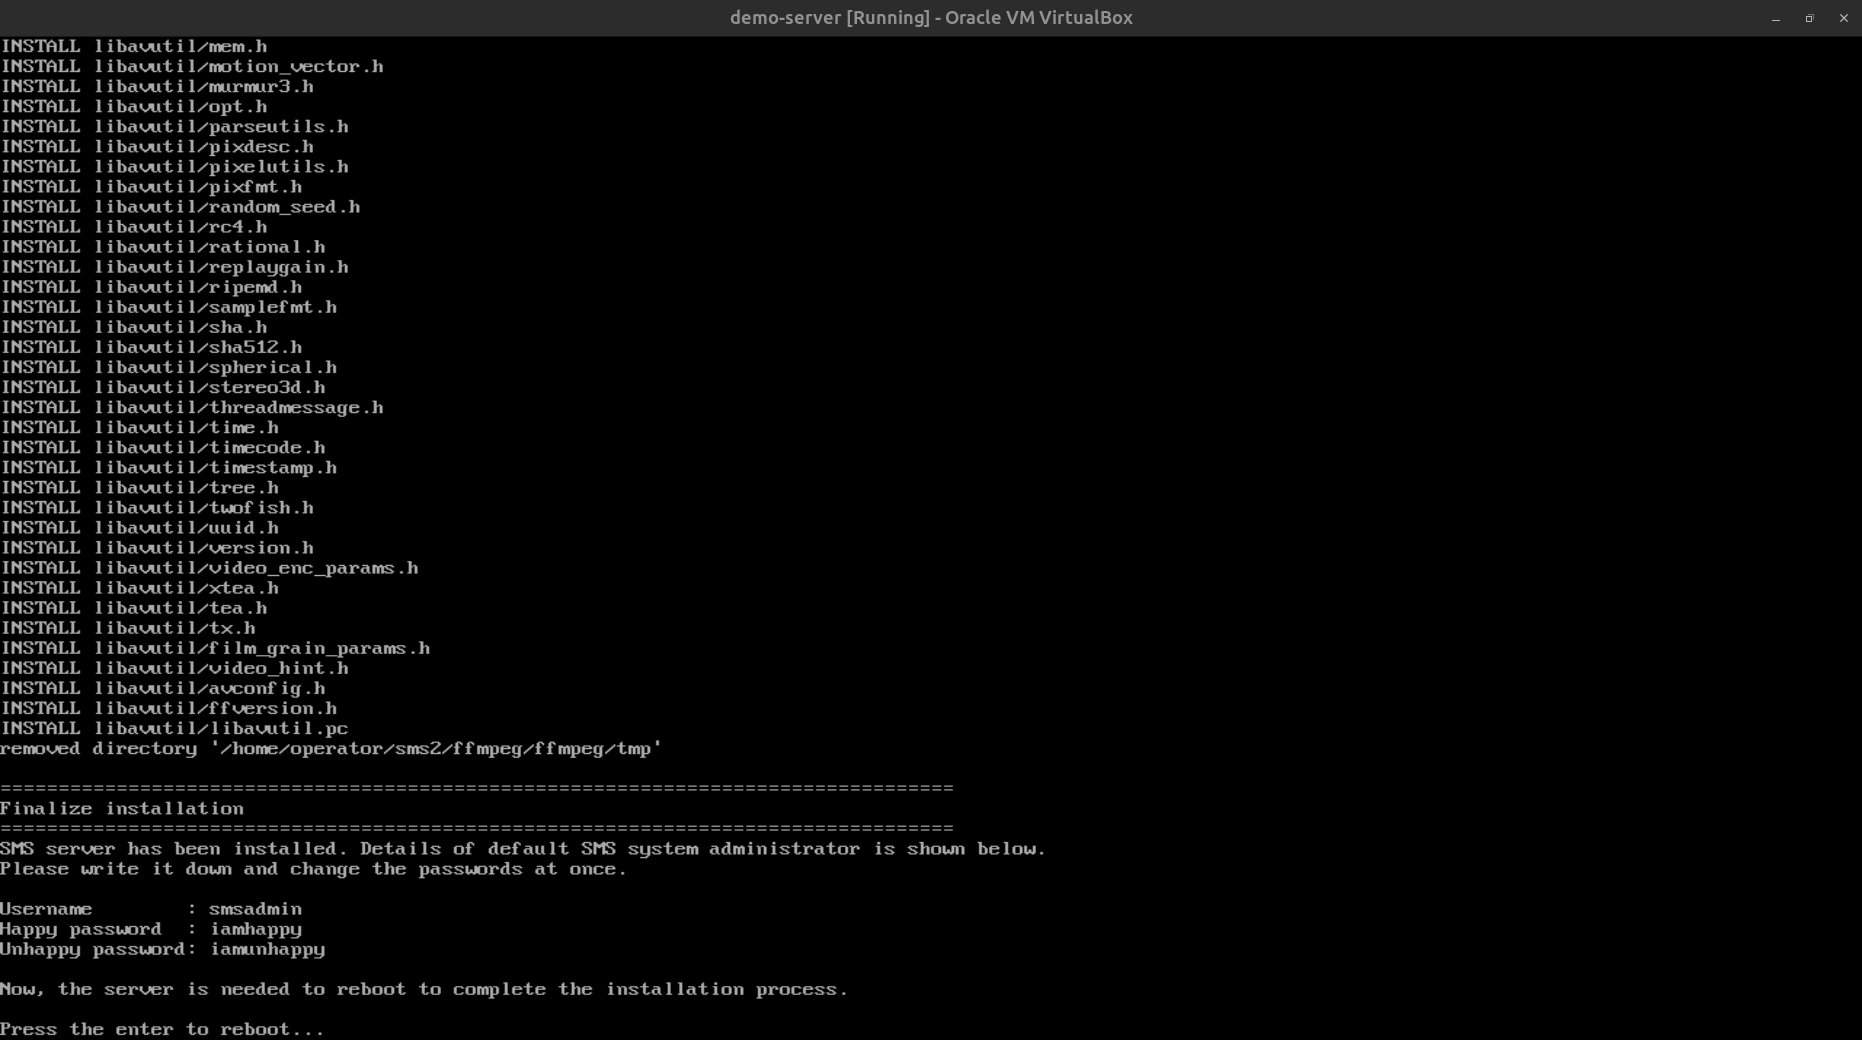 demo-server [Running] - Oracle VM VirtualBox
INSTALL libavutil/mem.h
INSTALL libavutil/motion_vector.h
INSTALL libavutil/murmur3.h
INSTALL libavutil/opt.h
INSTALL libavutil/parseutils.h
INSTALL libavutil/pixdesc.h
INSTALL libavutil/pixelutils.h
INSTALL libavutil/pixfmt.h
INSTALL libavutil/random_seed.h
INSTALL libavutil/rc4.h
INSTALL libavutil/rational.h
INSTALL libavutil/replaygain.h
INSTALL libavutil/ripemd.h
INSTALL libavutil/samplefmt.h
INSTALL libavutil/sha.h
INSTALL libavutil/sha512.h
INSTALL libavutil/spherical.h
INSTALL libavutil/stereo3d.h
INSTALL libavutil/threadmessage.h
INSTALL libavutil/time.h
INSTALL libavutil/timecode.h
INSTALL libavutil/timestamp.h
INSTALL libavutil/tree.h
INSTALL libavutil/twofish.h
INSTALL libavutil/uuid.h
INSTALL libavutil/version.h
INSTALL libavutil/video_enc_params.h
INSTALL libavutil/xtea.h
INSTALL libavutil/tea.h
INSTALL libavutil/tx.h
INSTALL libavutil/film_grain_params.h
INSTALL libavutil/video_hint.h
INSTALL libavutil/avconfig.h
INSTALL libavutil/ffversion.h
INSTALL libavutil/libavutil.pc
removed directory '/home/operator/sms2/ffmpeg/ffmpeg/tmp'
==================================================================================
Finalize installation
==================================================================================
SMS server has been installed. Details of default SMS system administrator is shown below.
Please write it down and change the passwords at once.
Username        : smsadmin
Happy password  : iamhappy
Unhappy password: iamunhappy
Now, the server is needed to reboot to complete the installation process.
Press the enter to reboot...